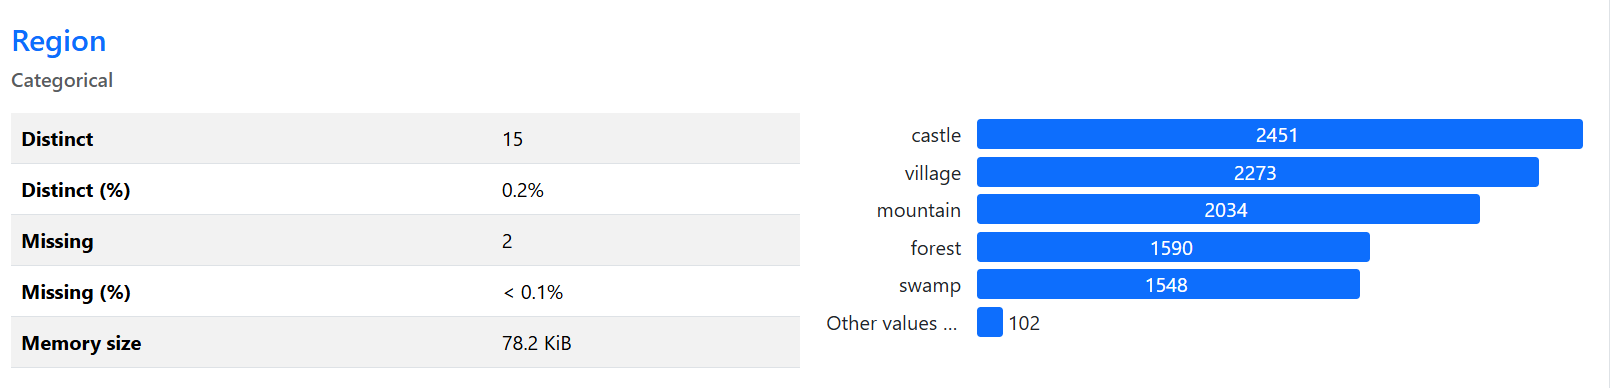 Region
Categorical
Distinct 15
Distinct (%) 0.2%
Missing 2
Missing (%) < 0.1%
Memory size 78.2 KiB
castle 2451
village 2273
mountain 2034
forest 1590
swamp 1548
Other values ... 102